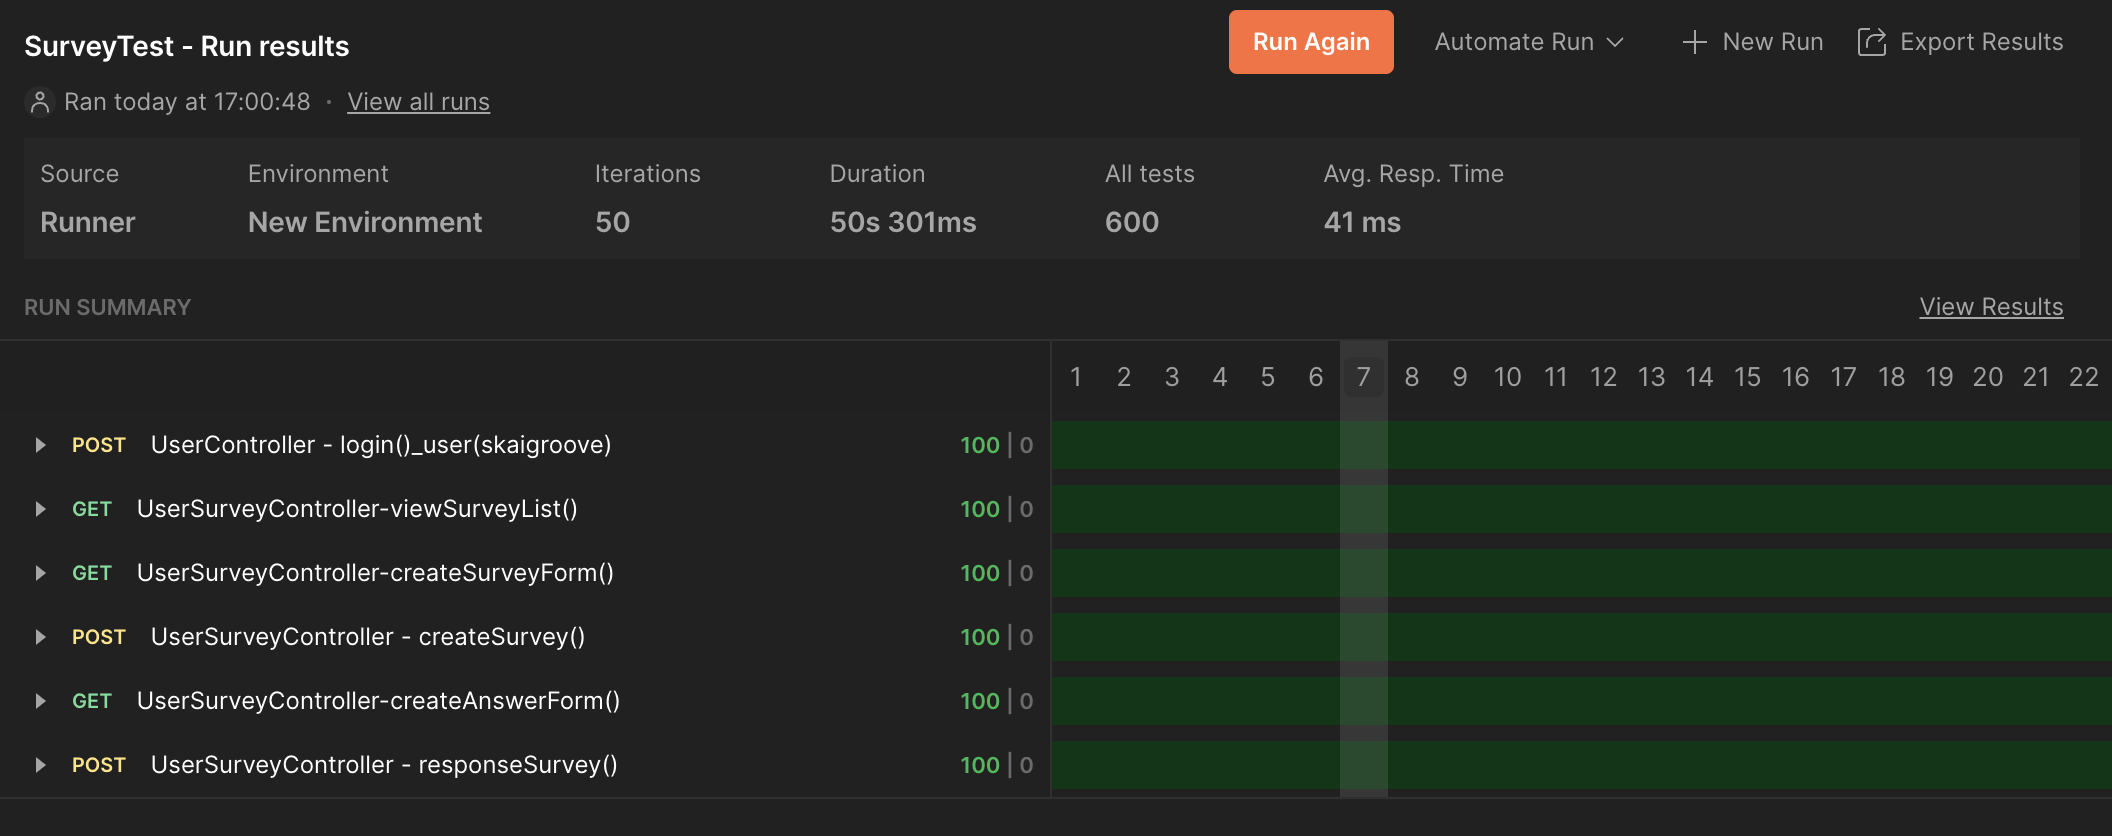 SurveyTest - Run results
Run Again
Automate Run
New Run
Export Results
Ran today at 17:00:48 · View all runs
Source Environment Iterations Duration All tests Avg. Resp. Time
Runner New Environment 50 50s 301ms 600 41 ms
RUN SUMMARY
View Results
1 2 3 4 5 6 7 8 9 10 11 12 13 14 15 16 17 18 19 20 21 22
POST UserController - login()_user(skaigroove) 100 | 0
GET UserSurveyController-viewSurveyList() 100 | 0
GET UserSurveyController-createSurveyForm() 100 | 0
POST UserSurveyController - createSurvey() 100 | 0
GET UserSurveyController-createAnswerForm() 100 | 0
POST UserSurveyController - responseSurvey() 100 | 0